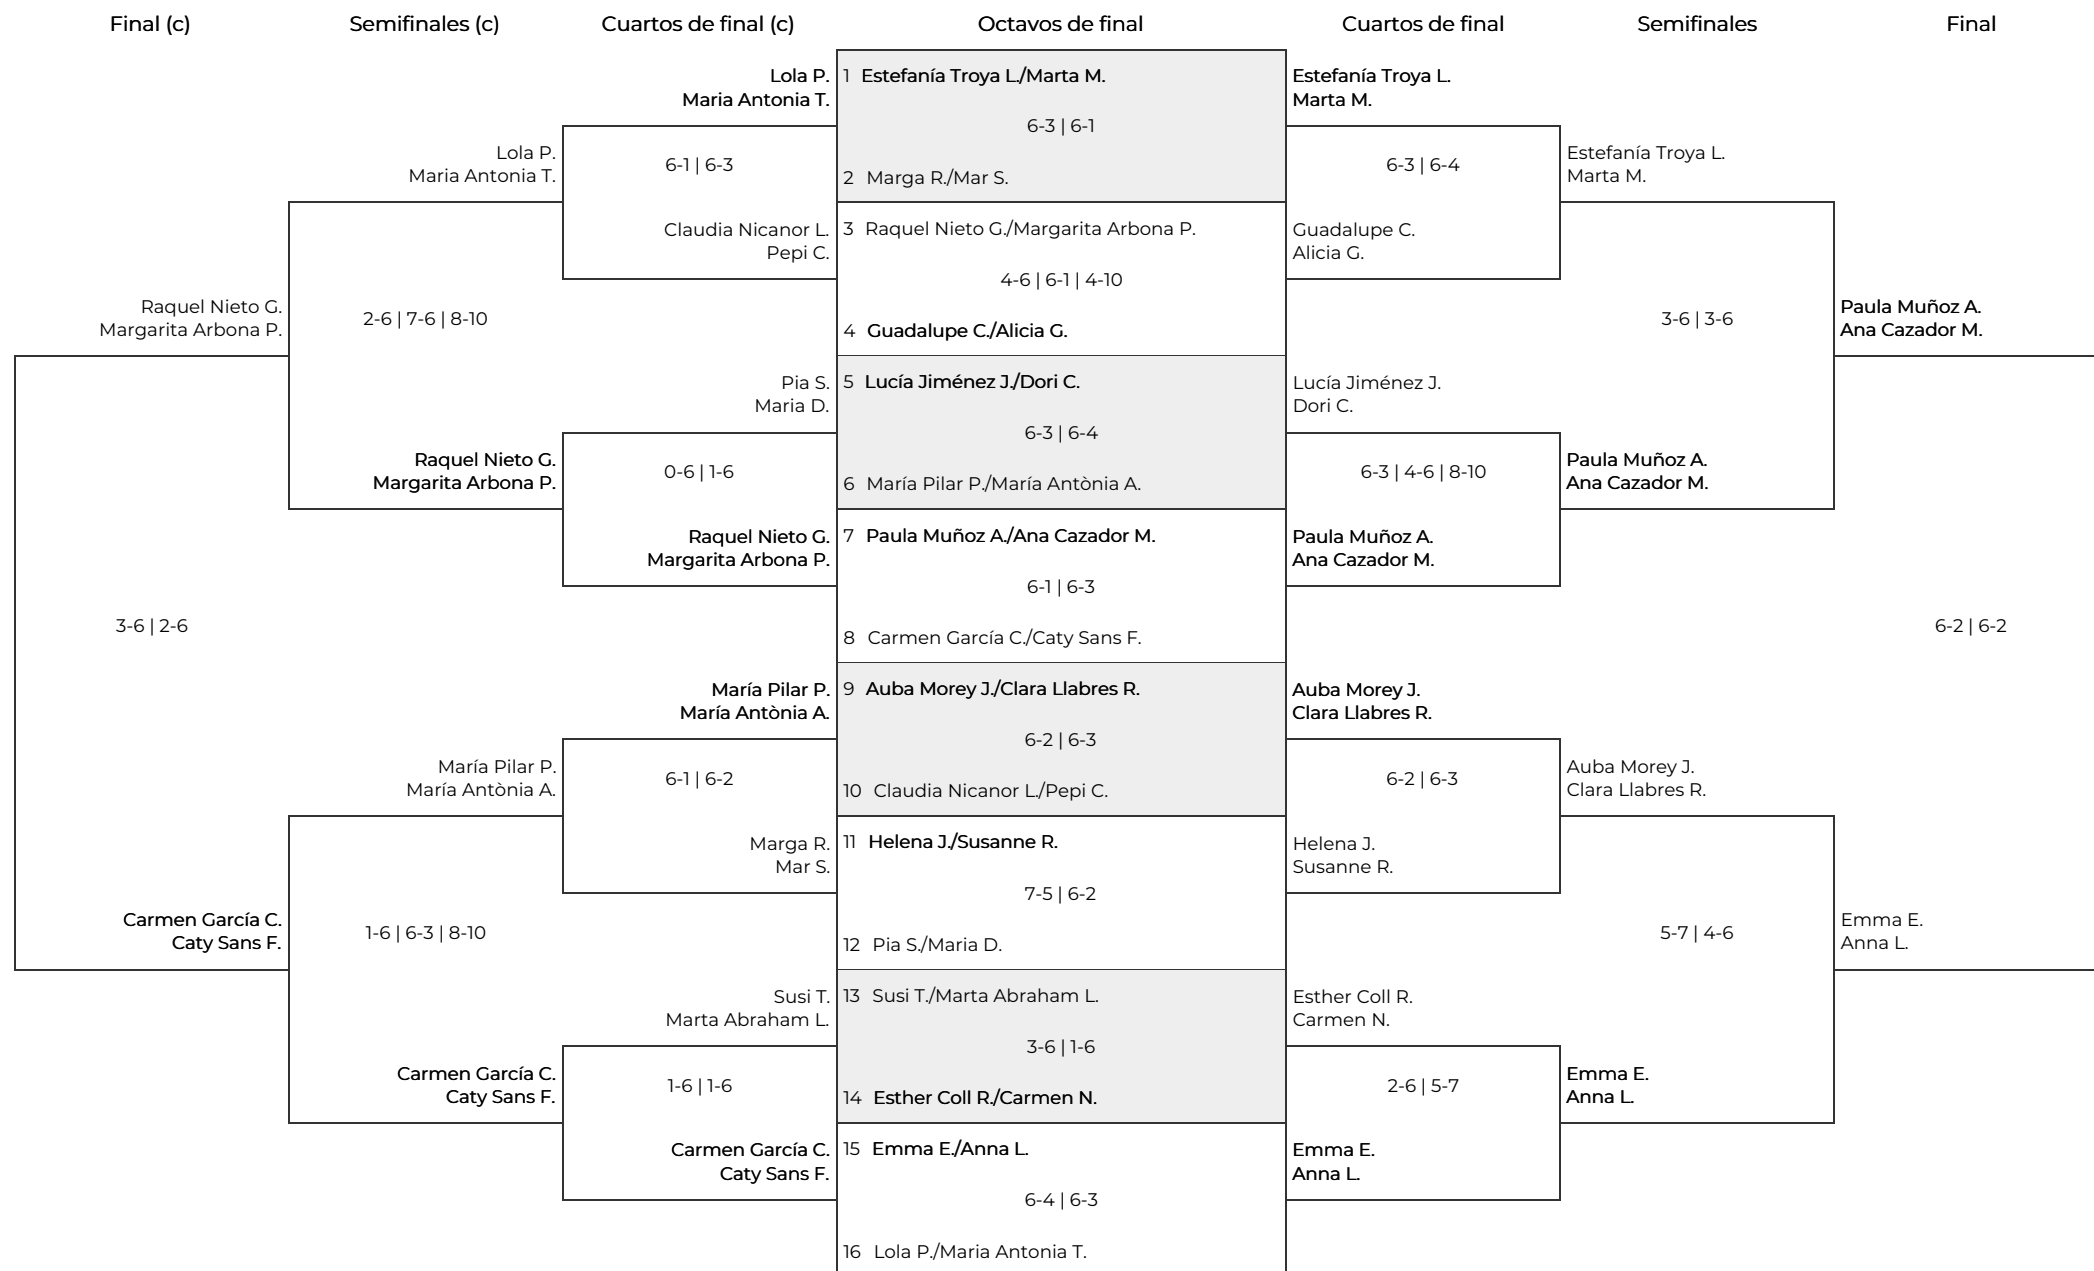 Final (c)
Semifinales (c)
Cuartos de final (c)
Octavos de final
Cuartos de final
Semifinales
Final
Raquel Nieto G.
Margarita Arbona P.
3-6 | 2-6
Carmen García C.
Caty Sans F.
Lola P.
Maria Antonia T.
2-6 | 7-6 | 8-10
Raquel Nieto G.
Margarita Arbona P.
María Pilar P.
María Antònia A.
1-6 | 6-3 | 8-10
Carmen García C.
Caty Sans F.
Lola P.
Maria Antonia T.
6-1 | 6-3
Claudia Nicanor L.
Pepi C.
Pia S.
Maria D.
0-6 | 1-6
Raquel Nieto G.
Margarita Arbona P.
María Pilar P.
María Antònia A.
6-1 | 6-2
Marga R.
Mar S.
Susi T.
Marta Abraham L.
1-6 | 1-6
Carmen García C.
Caty Sans F.
1 Estefanía Troya L./Marta M.
6-3 | 6-1
2 Marga R./Mar S.
3 Raquel Nieto G./Margarita Arbona P.
4-6 | 6-1 | 4-10
4 Guadalupe C./Alicia G.
5 Lucía Jiménez J./Dori C.
6-3 | 6-4
6 María Pilar P./María Antònia A.
7 Paula Muñoz A./Ana Cazador M.
6-1 | 6-3
8 Carmen García C./Caty Sans F.
9 Auba Morey J./Clara Llabres R.
6-2 | 6-3
10 Claudia Nicanor L./Pepi C.
11 Helena J./Susanne R.
7-5 | 6-2
12 Pia S./Maria D.
13 Susi T./Marta Abraham L.
3-6 | 1-6
14 Esther Coll R./Carmen N.
15 Emma E./Anna L.
6-4 | 6-3
16 Lola P./Maria Antonia T.
Estefanía Troya L.
Marta M.
6-3 | 6-4
Guadalupe C.
Alicia G.
Lucía Jiménez J.
Dori C.
6-3 | 4-6 | 8-10
Paula Muñoz A.
Ana Cazador M.
Auba Morey J.
Clara Llabres R.
6-2 | 6-3
Helena J.
Susanne R.
Esther Coll R.
Carmen N.
2-6 | 5-7
Emma E.
Anna L.
Estefanía Troya L.
Marta M.
3-6 | 3-6
Paula Muñoz A.
Ana Cazador M.
Auba Morey J.
Clara Llabres R.
5-7 | 4-6
Emma E.
Anna L.
Paula Muñoz A.
Ana Cazador M.
6-2 | 6-2
Emma E.
Anna L.